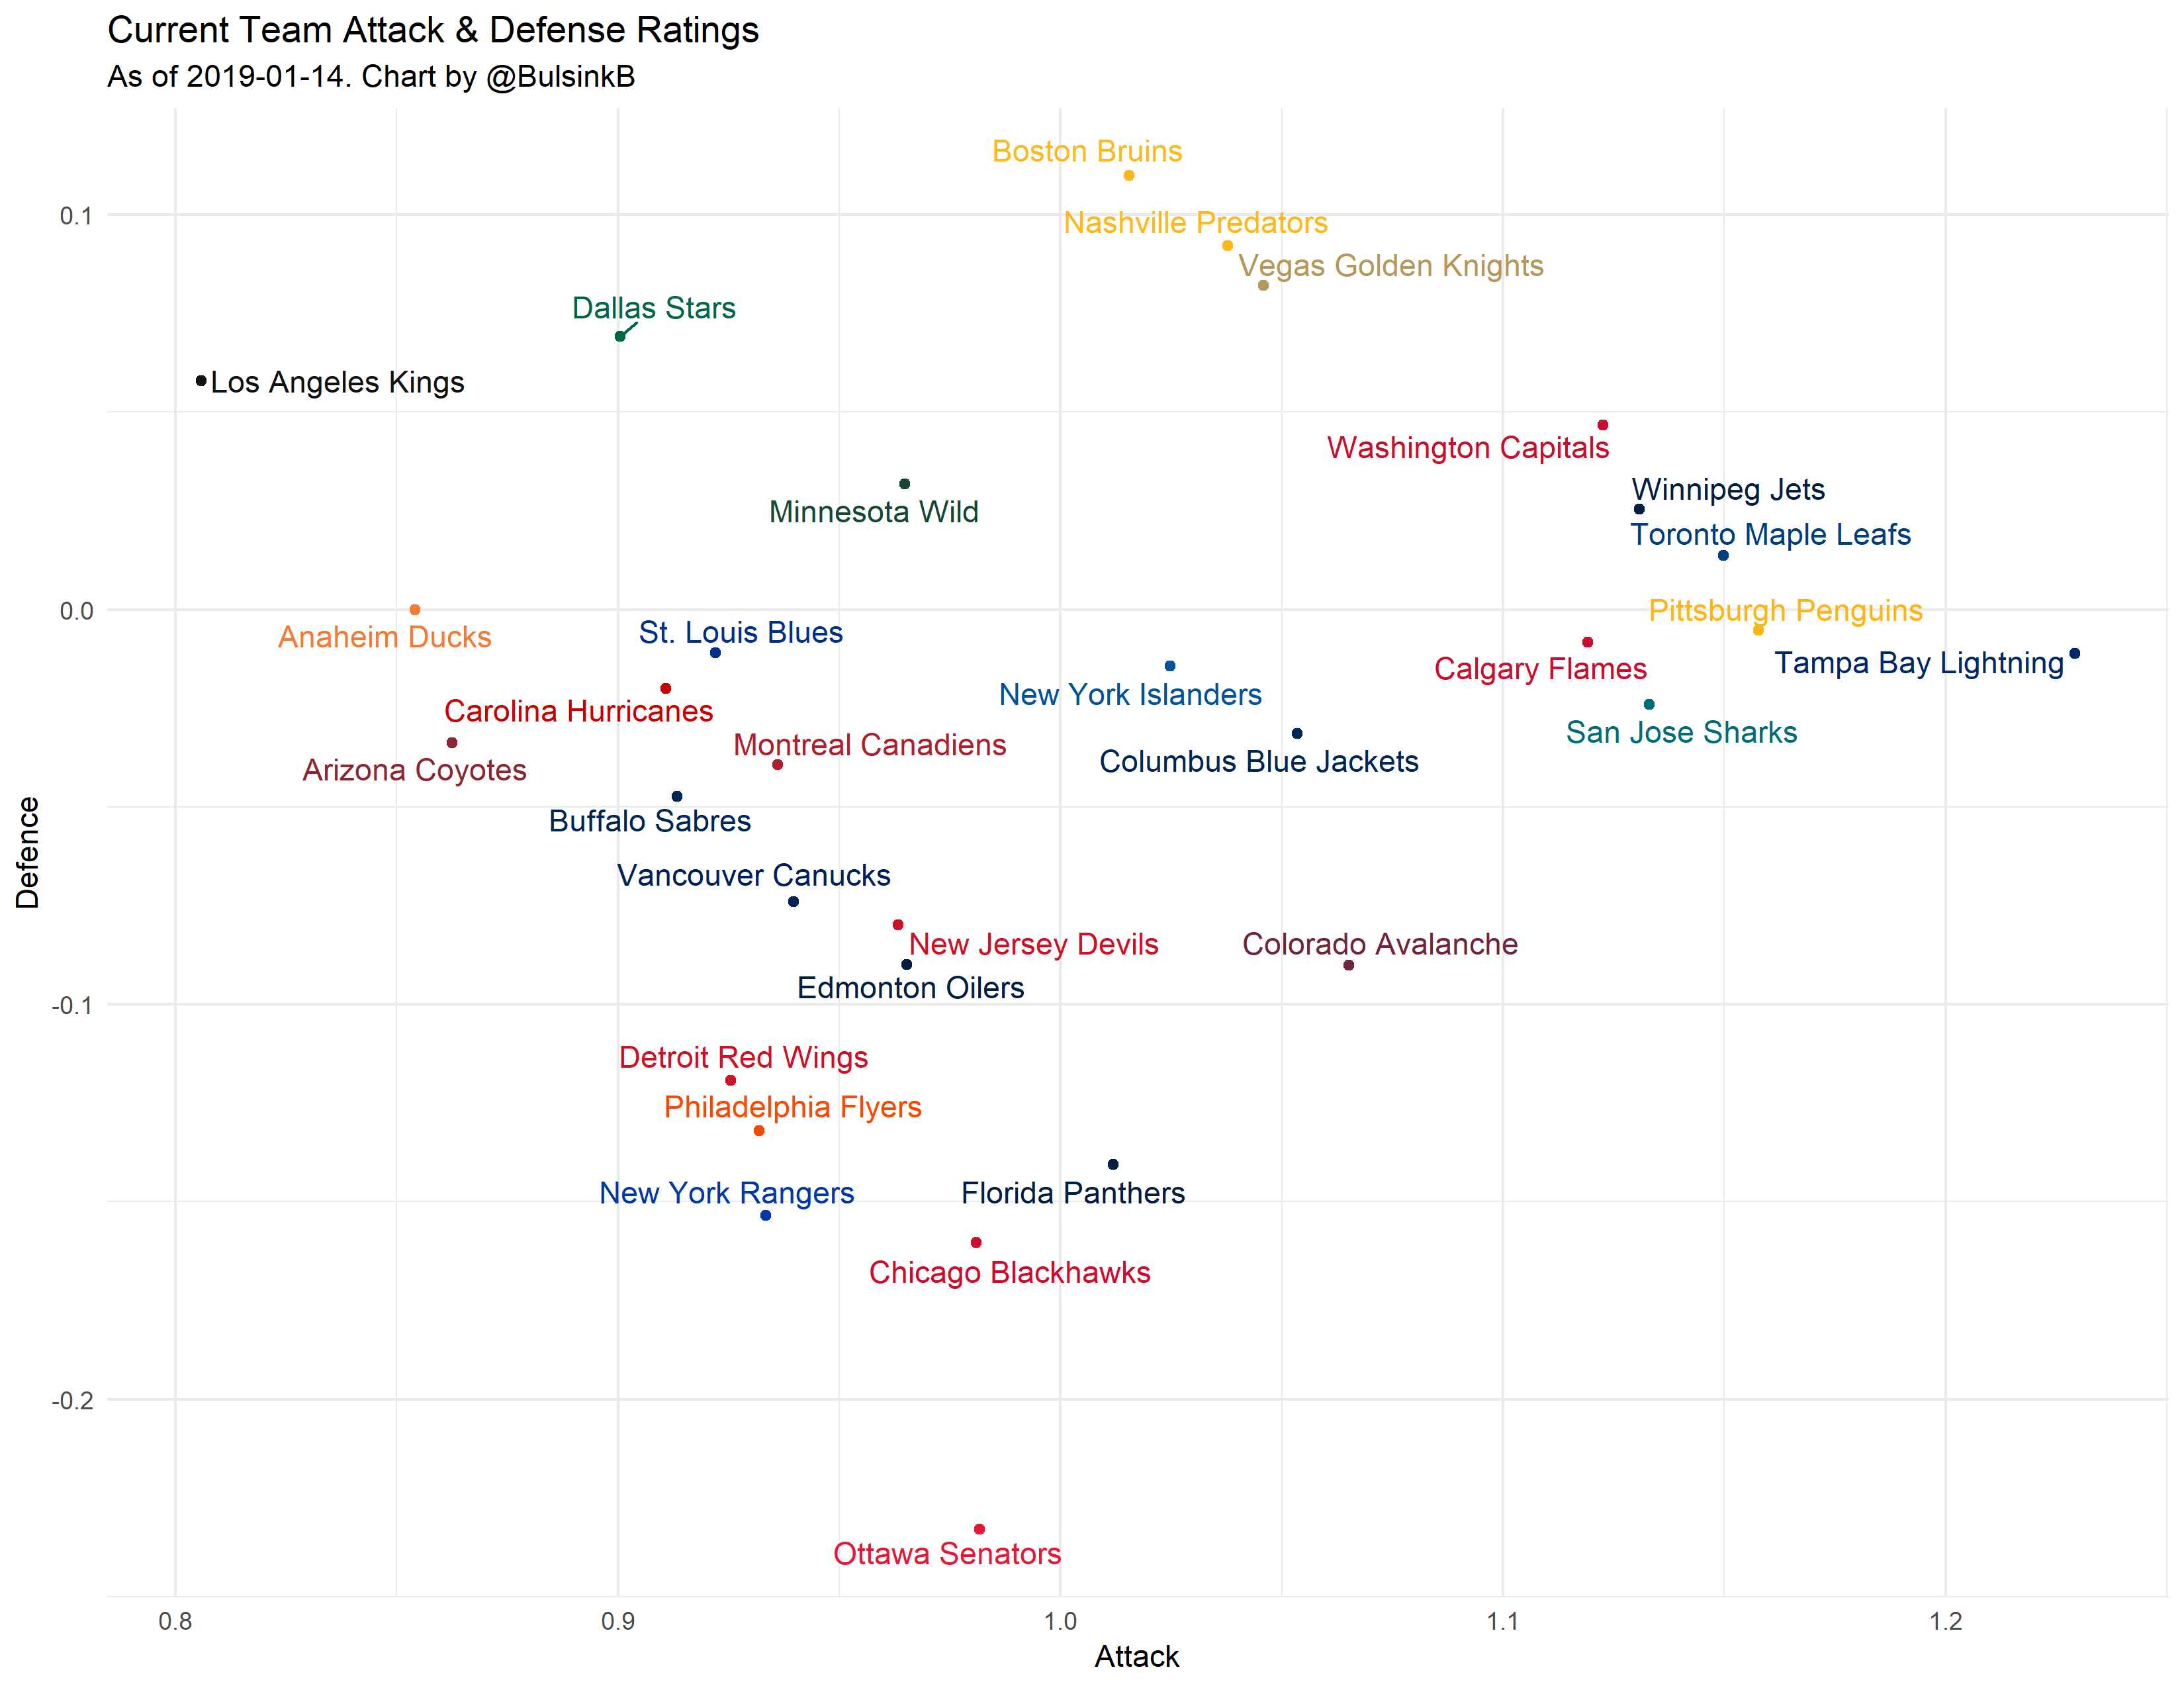 Current Team Attack & Defense Ratings
As of 2019-01-14. Chart by @BulsinkB
Boston Bruins
0.1
Nashville Predators
Vegas Golden Knights
Dallas Stars
Los Angeles Kings
Washington Capitals
Winnipeg Jets
Minnesota Wild
Toronto Maple Leafs
0.0
Pittsburgh Penguins
St. Louis Blues
Anaheim Ducks
Tampa Bay Lightning
Calgary Flames
New York Islanders
Carolina Hurricanes
San Jose Sharks
Montreal Canadiens
Columbus Blue Jackets
Arizona Coyotes
Buffalo Sabres
Defence
Vancouver Canucks
New Jersey Devils
Colorado Avalanche
Edmonton Oilers
-0.1
Detroit Red Wings
Philadelphia Flyers
New York Rangers
Florida Panthers
Chicago Blackhawks
-0.2
Ottawa Senators
0.8
0.9
1.0
1.1
1.2
Attack